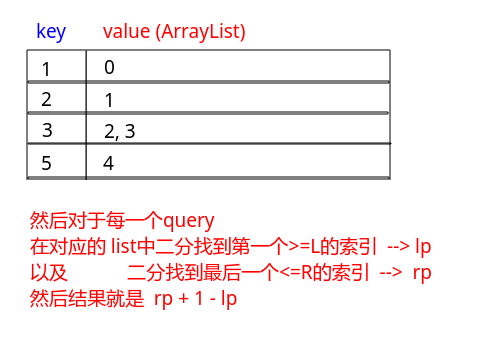 key value (ArrayList)
1 0
2 1
3 2, 3
5 4
然后对于每一个query
在对应的 list中二分找到第一个>=L的索引 --> lp
以及 二分找到最后一个<=R的索引 --> rp
然后结果就是 rp + 1 - lp